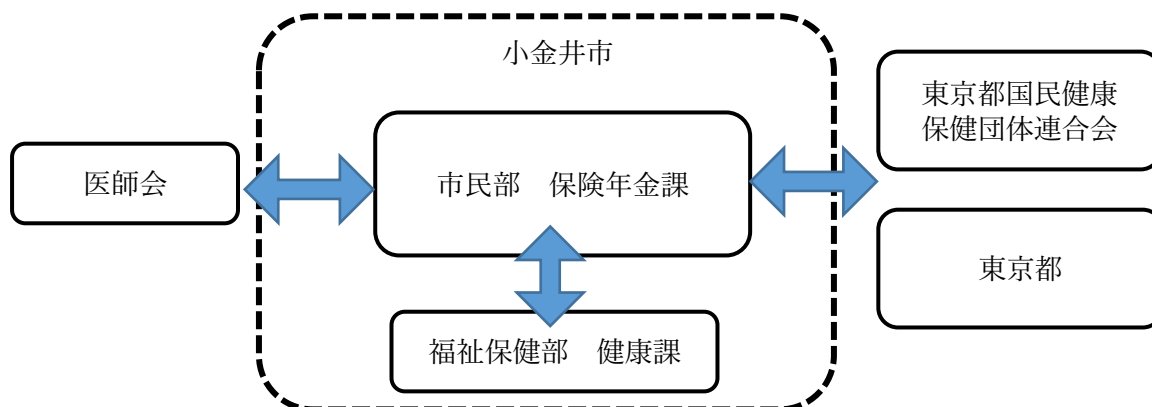 小金井市
東京都国民健康
保健団体連合会
医師会
市民部　保険年金課
東京都
福祉保健部　健康課